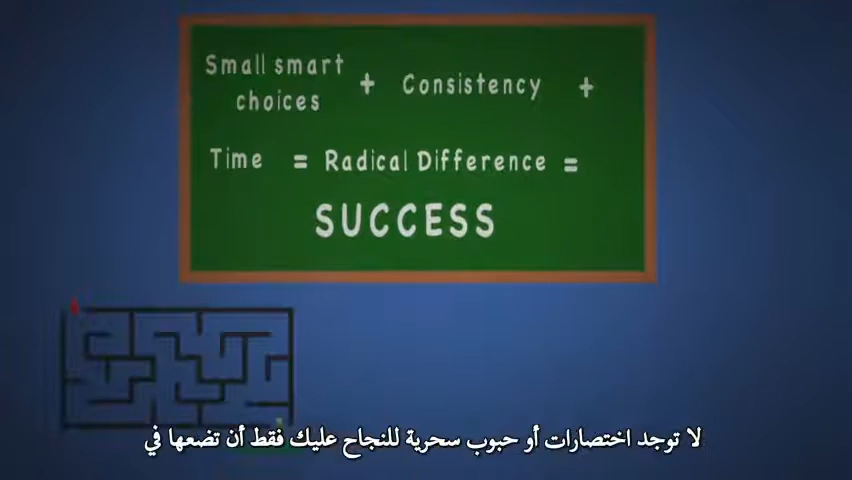 Small smart
choices + Consistency +
Time = Radical Difference =
SUCCESS
لا توجد اختصارات أو حبوب سحرية للنجاح عليك فقط أن تضعها في